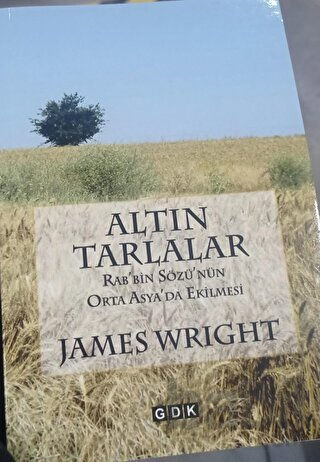 ALTIN
TARLALAR
RAB'BİN SÖZÜ'NÜN
ORTA ASYA'DA EKİLMESİ
JAMES WRIGHT
GDK